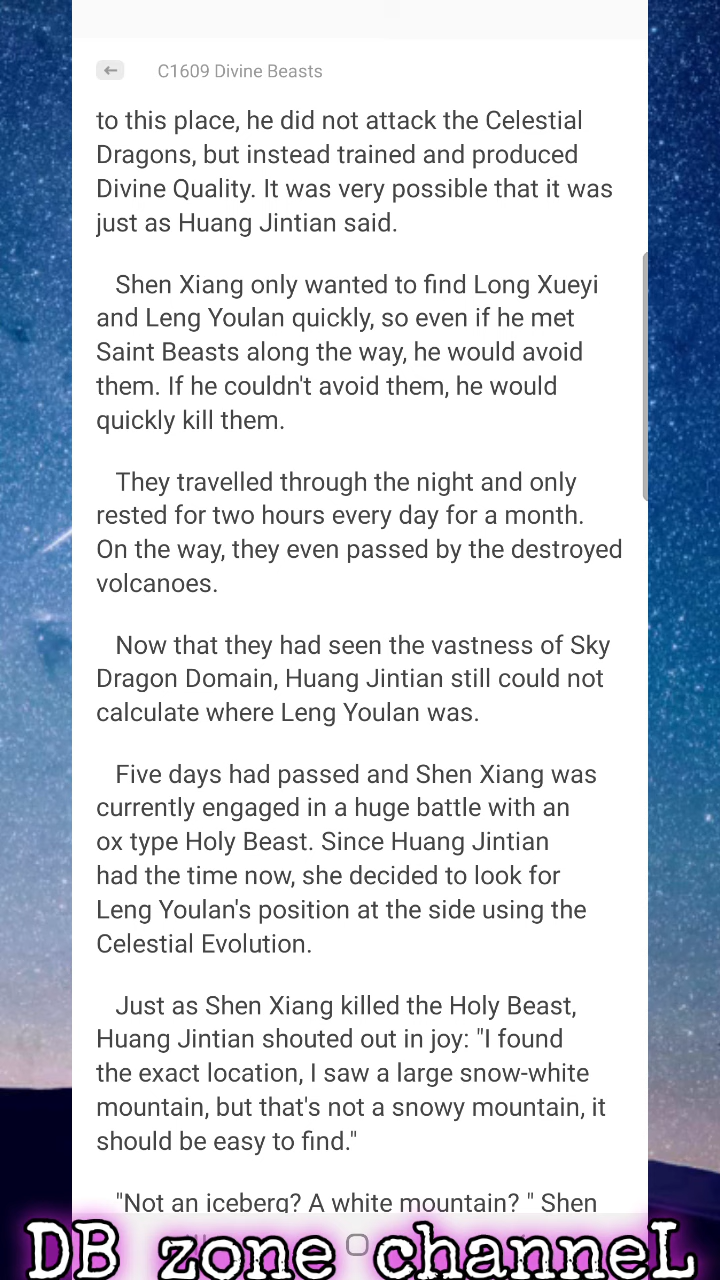 C1609 Divine Beasts
to this place, he did not attack the Celestial
Dragons, but instead trained and produced
Divine Quality. It was very possible that it was
just as Huang Jintian said.
Shen Xiang only wanted to find Long Xueyi
and Leng Youlan quickly, so even if he met
Saint Beasts along the way, he would avoid
them. If he couldn't avoid them, he would
quickly kill them.
They travelled through the night and only
rested for two hours every day for a month.
On the way, they even passed by the destroyed
volcanoes.
Now that they had seen the vastness of Sky
Dragon Domain, Huang Jintian still could not
calculate where Leng Youlan was.
Five days had passed and Shen Xiang was
currently engaged in a huge battle with an
ox type Holy Beast. Since Huang Jintian
had the time now, she decided to look for
Leng Youlan's position at the side using the
Celestial Evolution.
Just as Shen Xiang killed the Holy Beast,
Huang Jintian shouted out in joy: "I found
the exact location, I saw a large snow-white
mountain, but that's not a snowy mountain, it
should be easy to find."
"Not an iceberg? A white mountain? " Shen
DB zone channeL